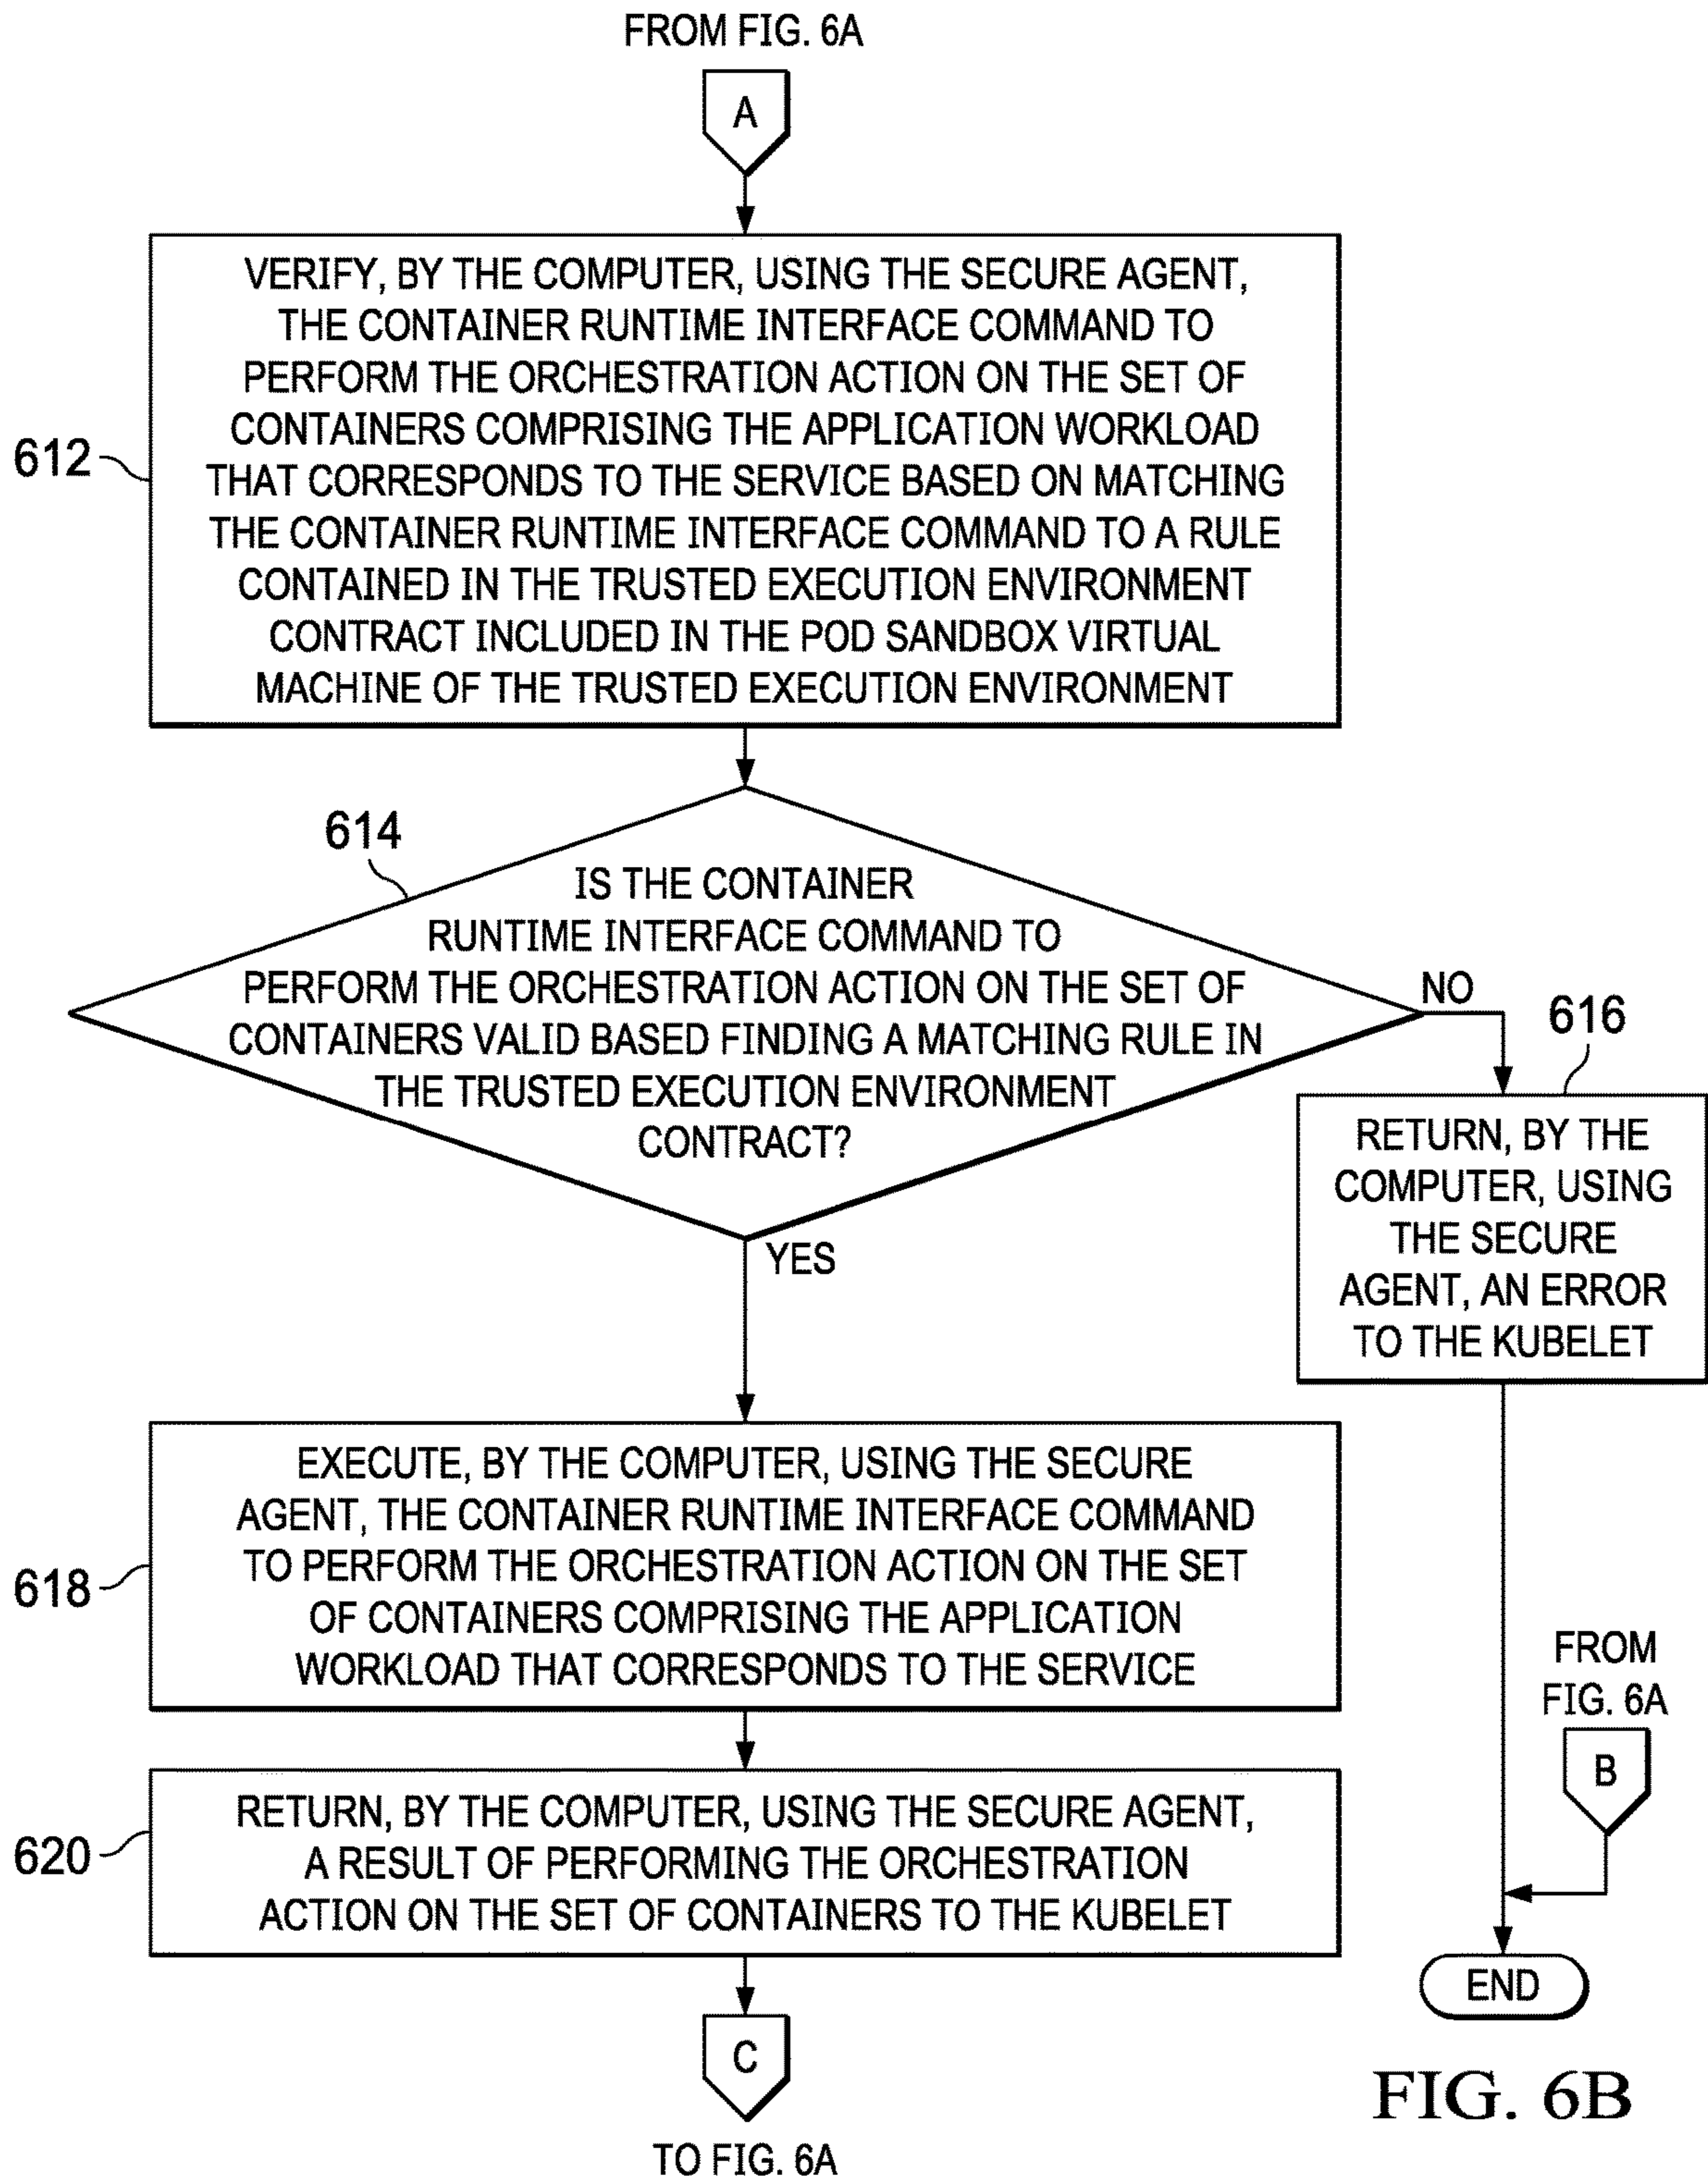 FROM FIG. 6A
A
VERIFY, BY THE COMPUTER, USING THE SECURE AGENT,
THE CONTAINER RUNTIME INTERFACE COMMAND TO
PERFORM THE ORCHESTRATION ACTION ON THE SET OF
CONTAINERS COMPRISING THE APPLICATION WORKLOAD
THAT CORRESPONDS TO THE SERVICE BASED ON MATCHING
THE CONTAINER RUNTIME INTERFACE COMMAND TO A RULE
CONTAINED IN THE TRUSTED EXECUTION ENVIRONMENT
CONTRACT INCLUDED IN THE POD SANDBOX VIRTUAL
MACHINE OF THE TRUSTED EXECUTION ENVIRONMENT
612
614
IS THE CONTAINER
RUNTIME INTERFACE COMMAND TO
PERFORM THE ORCHESTRATION ACTION ON THE SET OF
CONTAINERS VALID BASED FINDING A MATCHING RULE IN
THE TRUSTED EXECUTION ENVIRONMENT
CONTRACT?
NO
616
RETURN, BY THE
COMPUTER, USING
THE SECURE
AGENT, AN ERROR
TO THE KUBELET
YES
EXECUTE, BY THE COMPUTER, USING THE SECURE
AGENT, THE CONTAINER RUNTIME INTERFACE COMMAND
TO PERFORM THE ORCHESTRATION ACTION ON THE SET
OF CONTAINERS COMPRISING THE APPLICATION
WORKLOAD THAT CORRESPONDS TO THE SERVICE
618
FROM
FIG. 6A
B
RETURN, BY THE COMPUTER, USING THE SECURE AGENT,
A RESULT OF PERFORMING THE ORCHESTRATION
ACTION ON THE SET OF CONTAINERS TO THE KUBELET
620
END
C
TO FIG. 6A
FIG. 6B